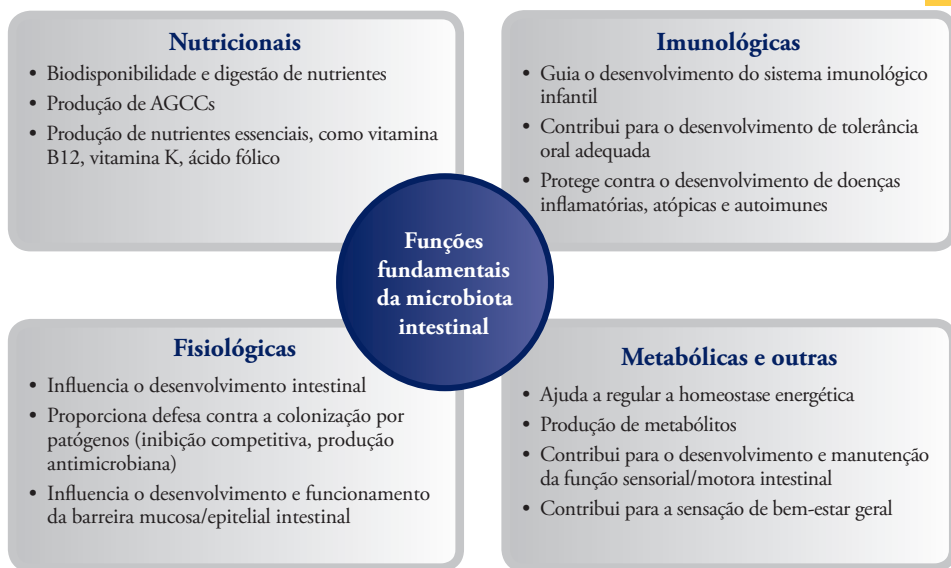 Nutricionais
• Biodisponibilidade e digestão de nutrientes
• Produção de AGCCs
• Produção de nutrientes essenciais, como vitamina
B12, vitamina K, ácido fólico
Imunológicas
• Guia o desenvolvimento do sistema imunológico
infantil
• Contribui para o desenvolvimento de tolerância
oral adequada
• Protege contra o desenvolvimento de doenças
inflamatórias, atópicas e autoimunes
Funções
fundamentais
da microbiota
intestinal
Fisiológicas
• Influencia o desenvolvimento intestinal
• Proporciona defesa contra a colonização por
patógenos (inibição competitiva, produção
antimicrobiana)
• Influencia o desenvolvimento e funcionamento
da barreira mucosa/epitelial intestinal
Metabólicas e outras
• Ajuda a regular a homeostase energética
• Produção de metabólitos
• Contribui para o desenvolvimento e manutenção
da função sensorial/motora intestinal
• Contribui para a sensação de bem-estar geral